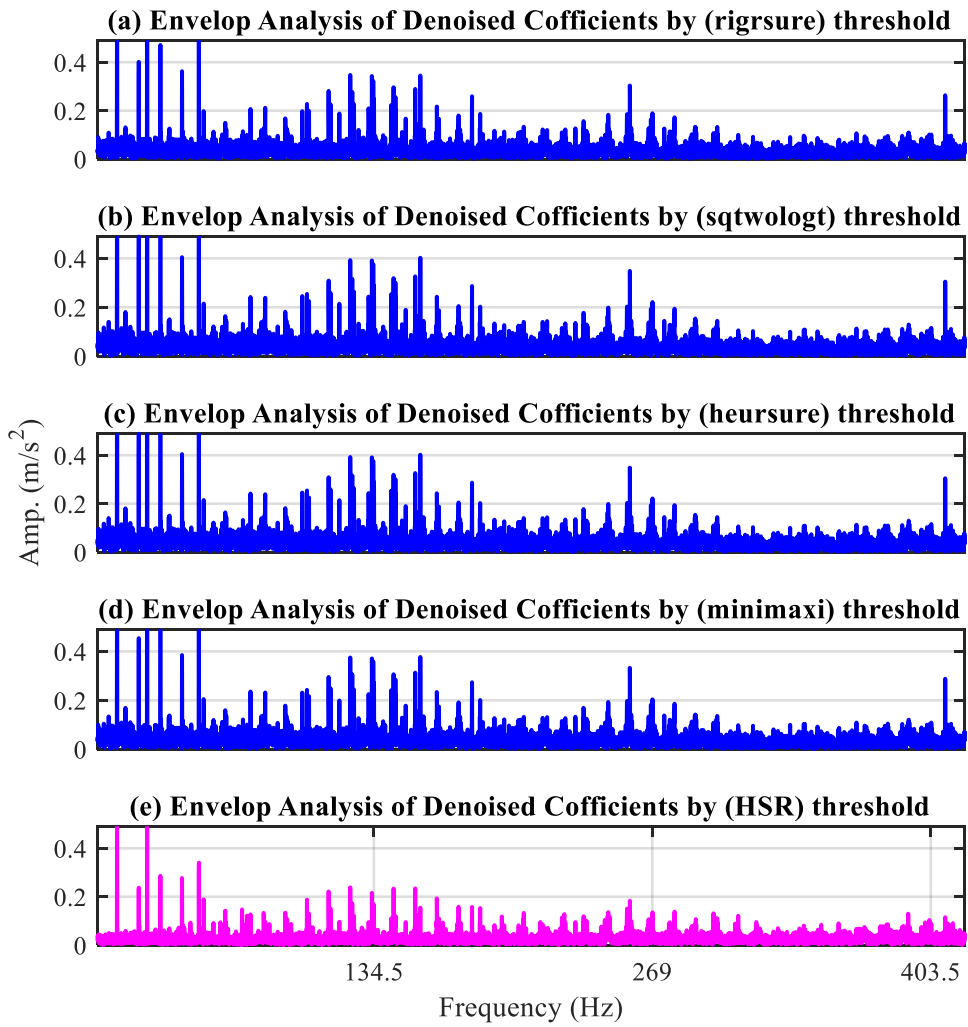 (a) Envelop Analysis of Denoised Cofficients by (rigrsure) threshold
0.4
0.2
0
(b) Envelop Analysis of Denoised Cofficients by (sqtwologt) threshold
0.4
0.2
0
(c) Envelop Analysis of Denoised Cofficients by (heursure) threshold
0.4
0.2
0
Amp. (m/s²)
(d) Envelop Analysis of Denoised Cofficients by (minimaxi) threshold
0.4
0.2
0
(e) Envelop Analysis of Denoised Cofficients by (HSR) threshold
0.4
0.2
0
134.5 269 403.5
Frequency (Hz)